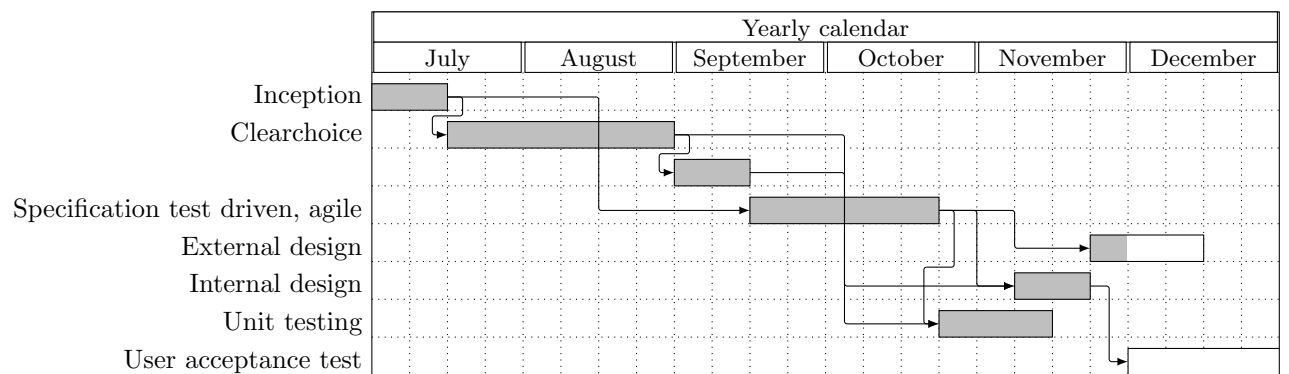 Yearly calendar
July August September October November December
Inception
Clearchoice
Specification test driven, agile
External design
Internal design
Unit testing
User acceptance test